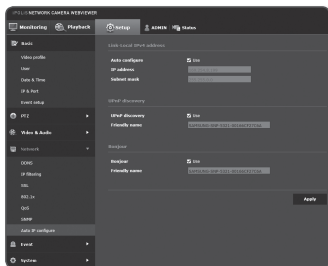 iPOLiS NETWORK CAMERA WEBVIEWER
Monitoring
Playback
Setup
ADMIN
Status
Basic
Video profile
User
Date & Time
IP & Port
Event setup
PTZ
Video & Audio
Network
DDNS
IP filtering
SSL
802.1x
QoS
SNMP
Auto IP configure
Event
System
Link-Local IPv4 address
Auto configure
Use
IP address
Subnet mask
UPnP discovery
UPnP discovery
Use
Friendly name
Bonjour
Bonjour
Use
Friendly name
Apply